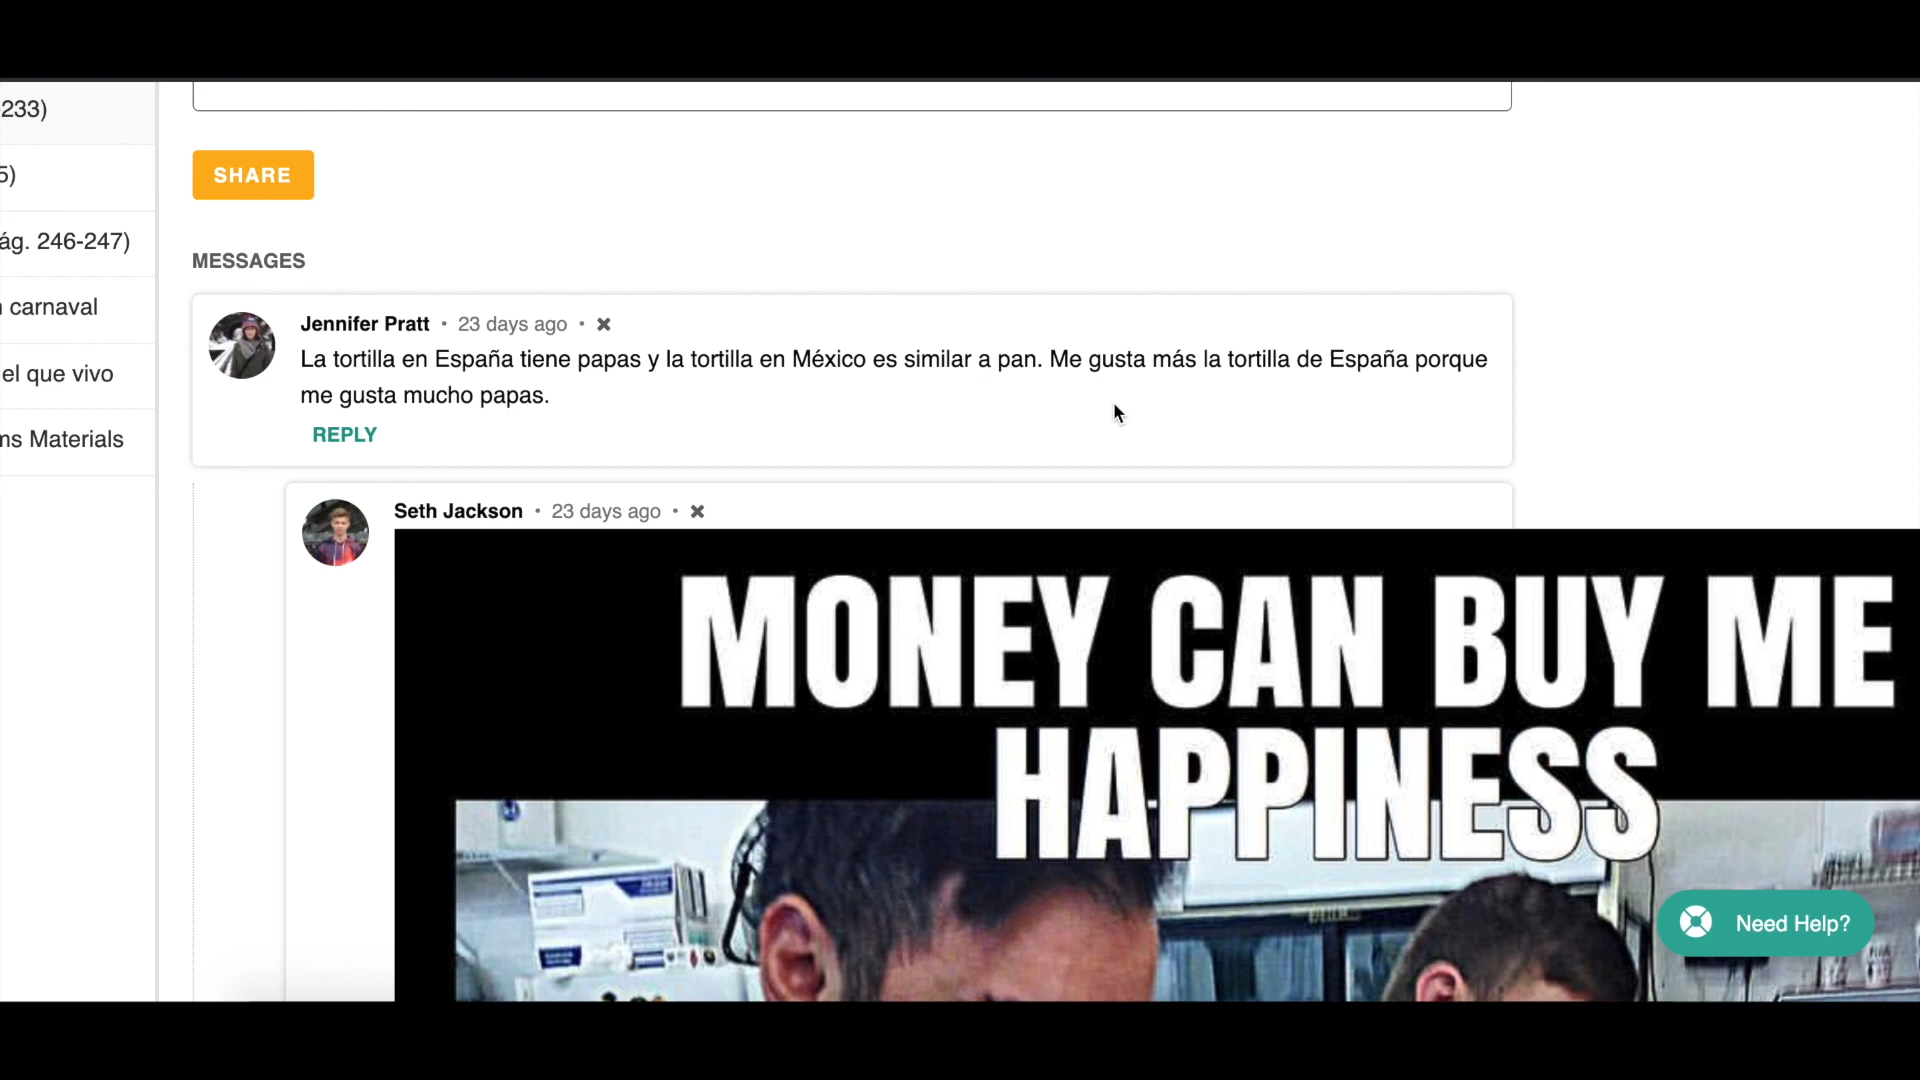 233)
5)
ág. 246-247)
carnaval
el que vivo
ms Materials
SHARE
MESSAGES
Jennifer Pratt • 23 days ago • ✖
La tortilla en España tiene papas y la tortilla en México es similar a pan. Me gusta más la tortilla de España porque
me gusta mucho papas.
REPLY
Seth Jackson • 23 days ago • ✖
MONEY CAN BUY ME
HAPPINESS
Need Help?